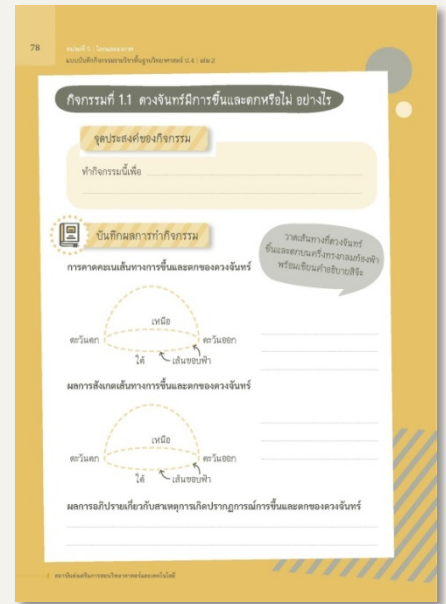 78
หน่วยที่ 5 | โลกและอวกาศ
แบบบันทึกกิจกรรมรายวิชาพื้นฐานวิทยาศาสตร์ ป.4 | เล่ม 2
กิจกรรมที่ 1.1 ดวงจันทร์มีการขึ้นและตกหรือไม่ อย่างไร
จุดประสงค์ของกิจกรรม
ทำกิจกรรมนี้เพื่อ
บันทึกผลการทำกิจกรรม
วาดเส้นทางที่ดวงจันทร์
ขึ้นและตกบนครึ่งทรงกลมท้องฟ้า
พร้อมเขียนคำอธิบายสิจ๊ะ
การคาดคะเนเส้นทางการขึ้นและตกของดวงจันทร์
เหนือ
ตะวันตก
ตะวันออก
ใต้
เส้นขอบฟ้า
ผลการสังเกตเส้นทางการขึ้นและตกของดวงจันทร์
เหนือ
ตะวันตก
ตะวันออก
ใต้
เส้นขอบฟ้า
ผลการอภิปรายเกี่ยวกับสาเหตุการเกิดปรากฏการณ์การขึ้นและตกของดวงจันทร์
สถาบันส่งเสริมการสอนวิทยาศาสตร์และเทคโนโลยี